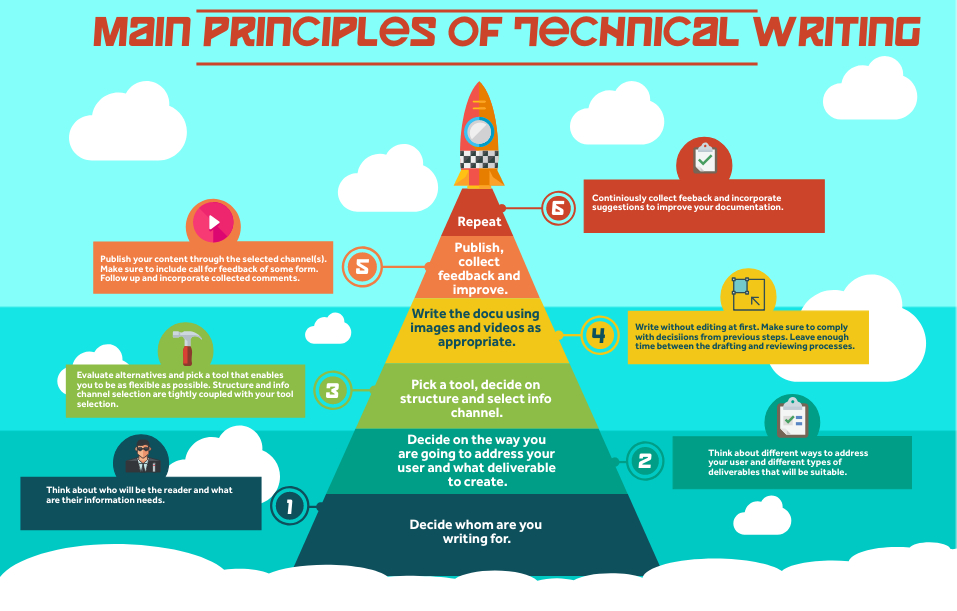 Main Principles of Technical Writing
6
Continiously collect feeback and incorporate
suggestions to improve your documentation.
Repeat
5
Publish your content through the selected channel(s).
Make sure to include call for feedback of some form.
Follow up and incorporate collected comments.
Publish,
collect
feedback and
improve.
4
Write without editing at first. Make sure to comply
with decisiions from previous steps. Leave enough
time between the drafting and reviewing processes.
Write the docu using
images and videos as
appropriate.
3
Evaluate alternatives and pick a tool that enables
you to be as flexible as possible. Structure and info
channel selection are tightly coupled with your tool
selection.
Pick a tool, decide on
structure and select info
channel.
2
Think about different ways to address
your user and different types of
deliverables that will be suitable.
Decide on the way you
are going to address your
user and what deliverable
to create.
1
Think about who will be the reader and what
are their information needs.
Decide whom are you
writing for.